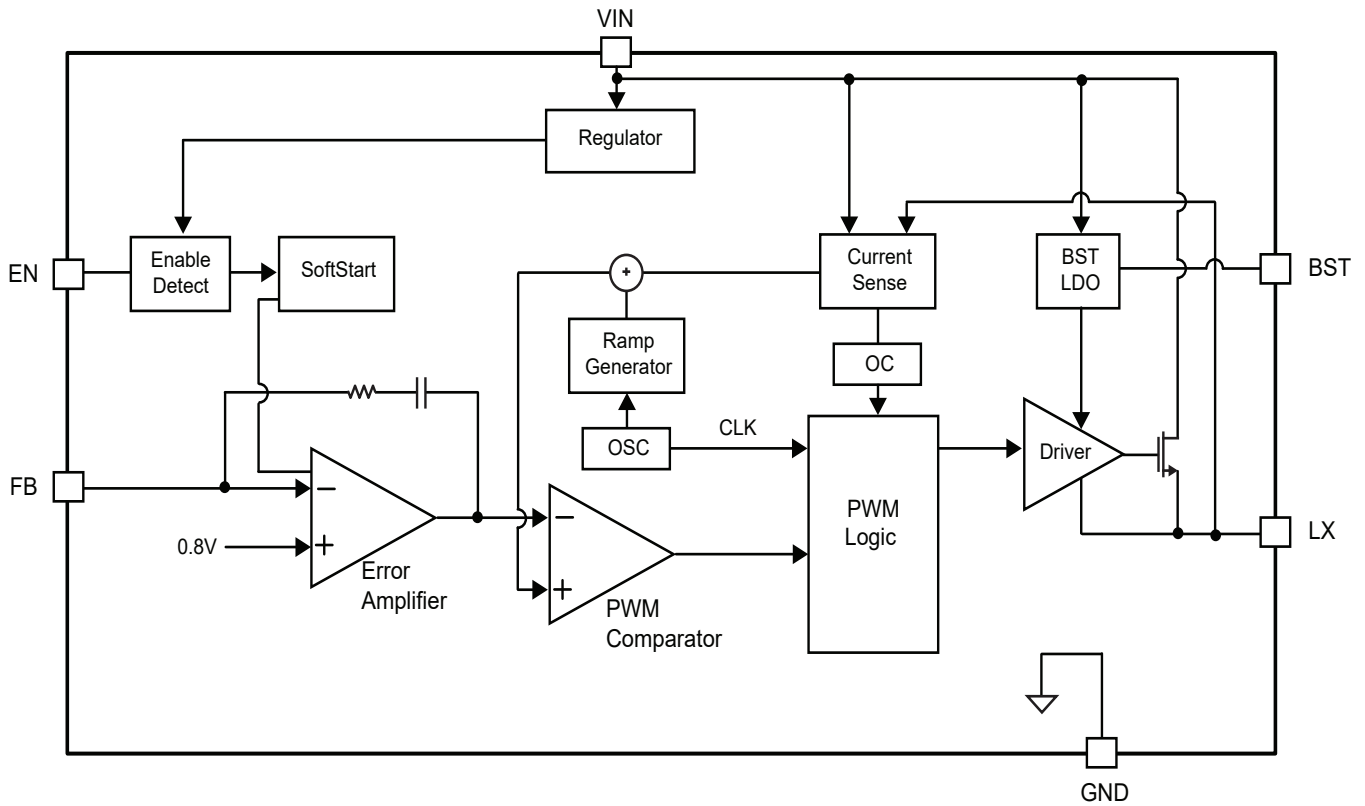 VIN
Regulator
EN
Enable
Detect
SoftStart
+
Current
Sense
BST
LDO
BST
Ramp
Generator
OC
OSC
CLK
Driver
FB
−
0.8V
+
Error
Amplifier
−
+
PWM
Comparator
PWM
Logic
LX
GND